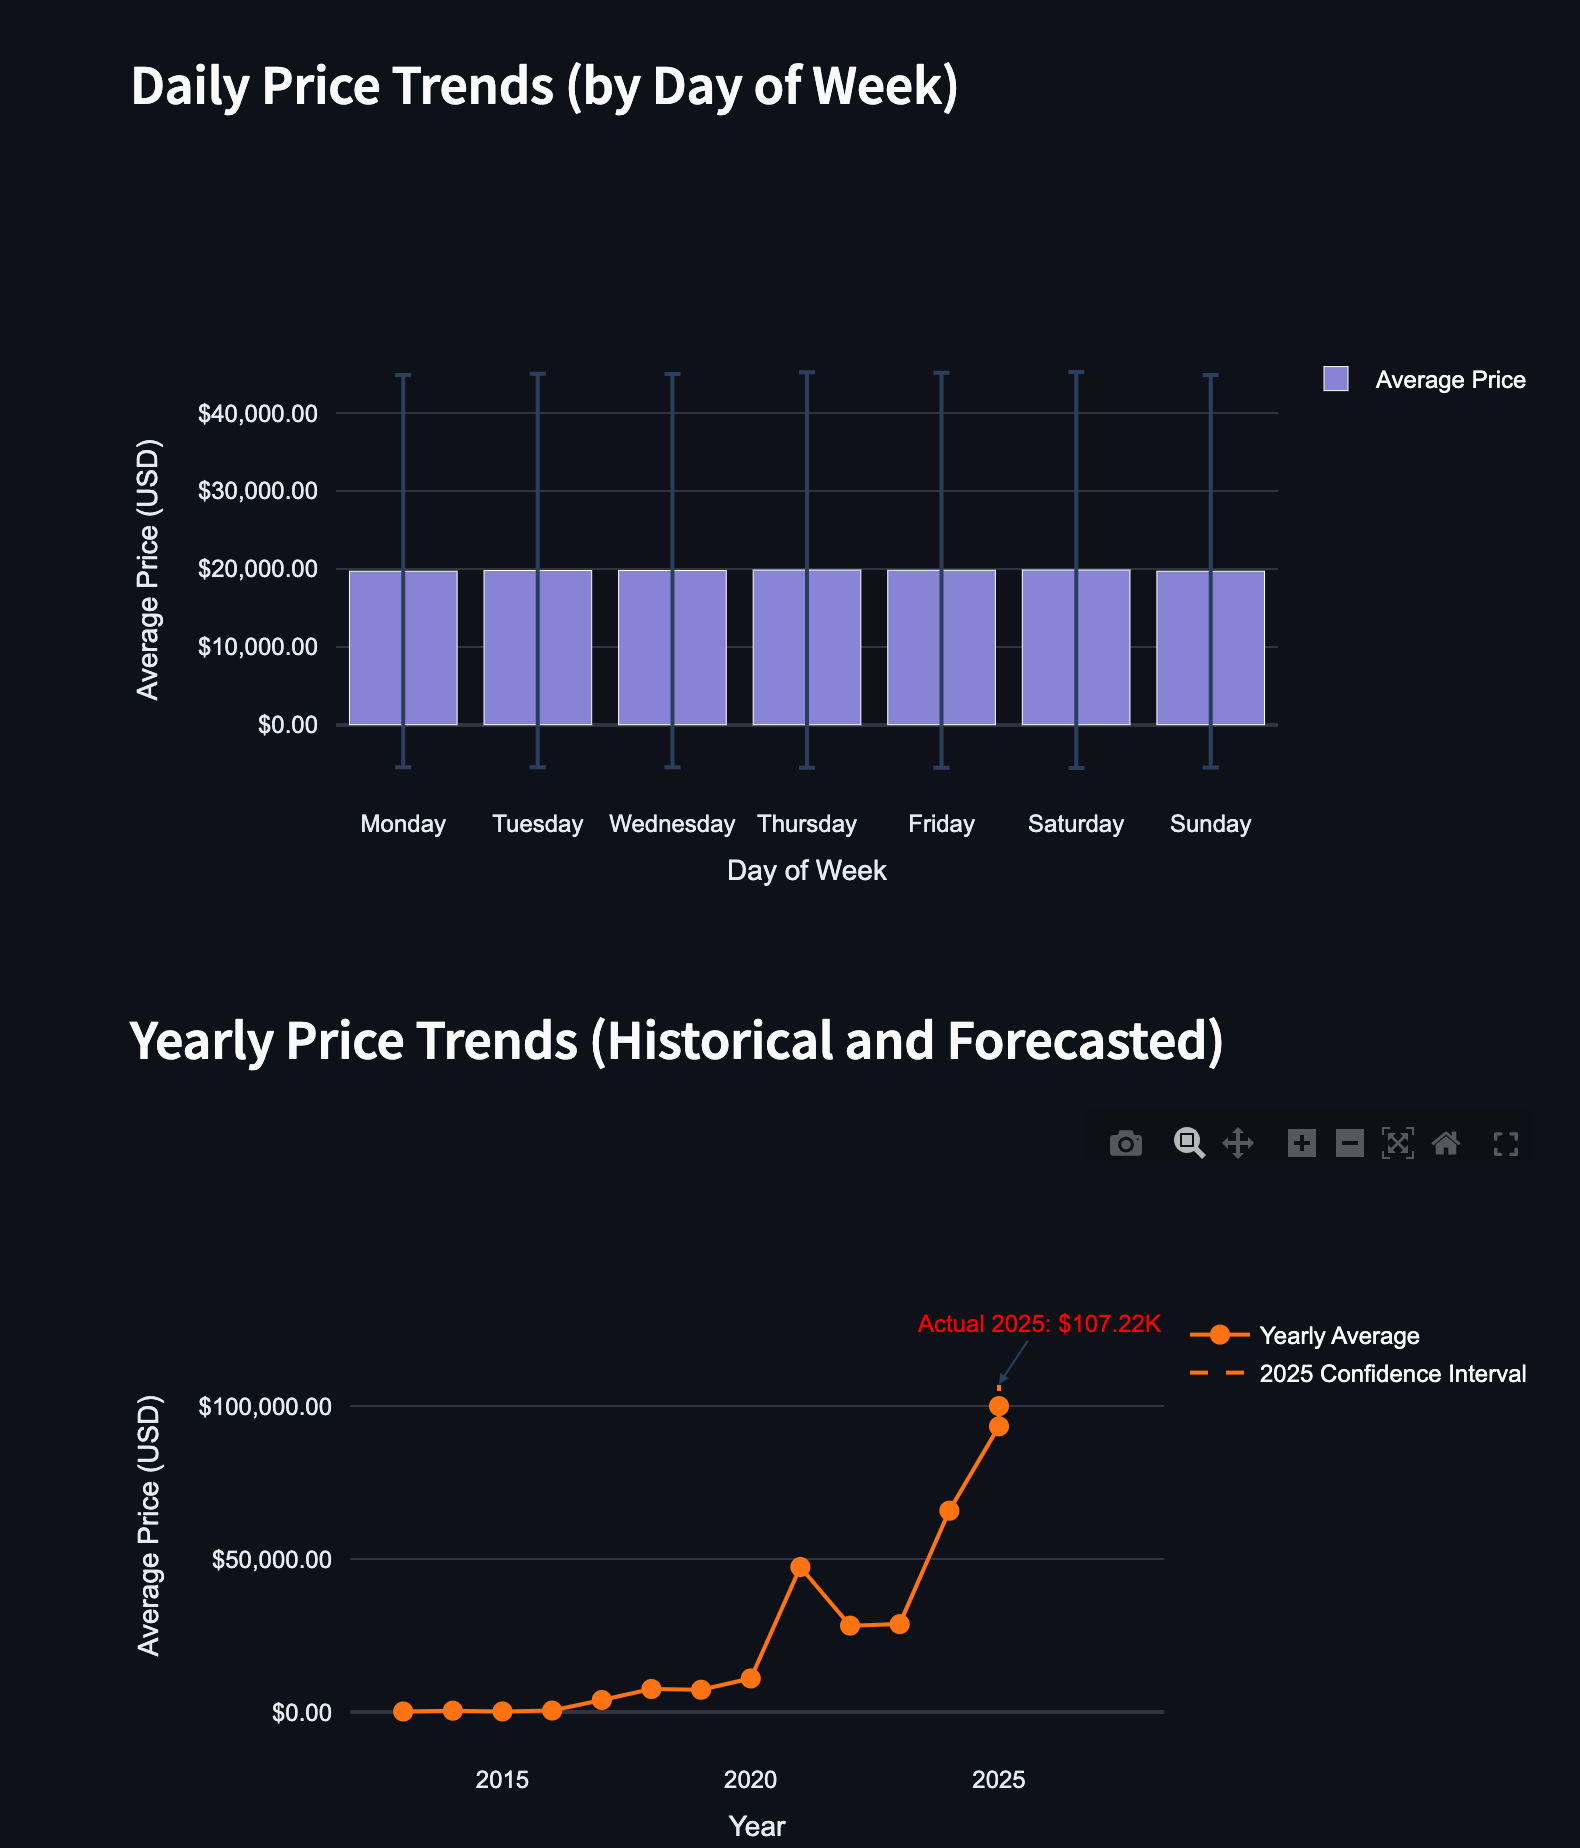 Daily Price Trends (by Day of Week)
Average Price
Average Price (USD)
$40,000.00
$30,000.00
$20,000.00
$10,000.00
$0.00
Monday Tuesday Wednesday Thursday Friday Saturday Sunday
Day of Week
Yearly Price Trends (Historical and Forecasted)
Actual 2025: $107.22K
Yearly Average
2025 Confidence Interval
Average Price (USD)
$100,000.00
$50,000.00
$0.00
2015 2020 2025
Year